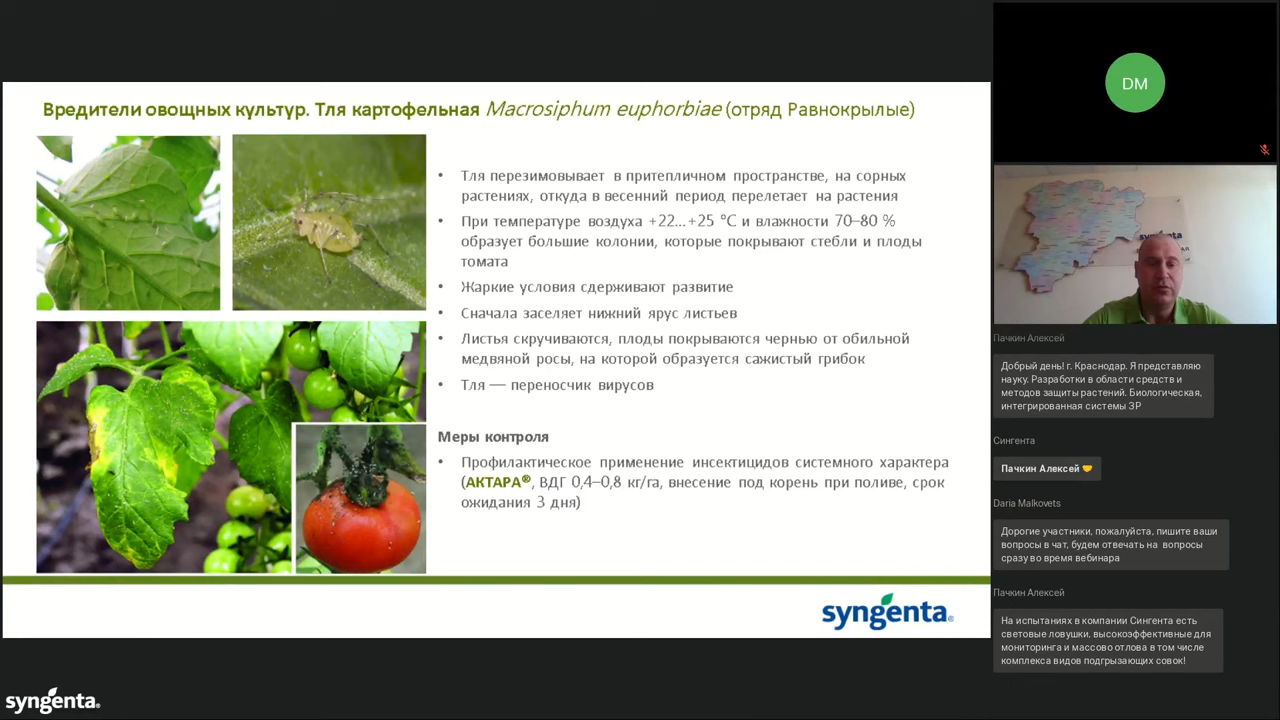 Вредители овощных культур. Тля картофельная Macrosiphum euphorbiae (отряд Равнокрылые)
• Тля перезимовывает в притепличном пространстве, на сорных
растениях, откуда в весенний период перелетает на растения
• При температуре воздуха +22…+25 °C и влажности 70–80 %
образует большие колонии, которые покрывают стебли и плоды
томата
• Жаркие условия сдерживают развитие
• Сначала заселяет нижний ярус листьев
• Листья скручиваются, плоды покрываются чернью от обильной
медвяной росы, на которой образуется сажистый грибок
• Тля — переносчик вирусов
Меры контроля
• Профилактическое применение инсектицидов системного характера
(АКТАРА®, ВДГ 0,4–0,8 кг/га, внесение под корень при поливе, срок
ожидания 3 дня)
syngenta®
syngenta®
DM
Пачкин Алексей
Добрый день! г. Краснодар. Я представляю
науку. Разработки в области средств и
методов защиты растений. Биологическая,
интегрированная системы ЗР
Сингента
Пачкин Алексей 🤝
Daria Malkovets
Дорогие участники, пожалуйста, пишите ваши
вопросы в чат, будем отвечать на вопросы
сразу во время вебинара
Пачкин Алексей
На испытаниях в компании Сингента есть
световые ловушки, высокоэффективные для
мониторинга и массово отлова в том числе
комплекса видов подгрызающих совок!